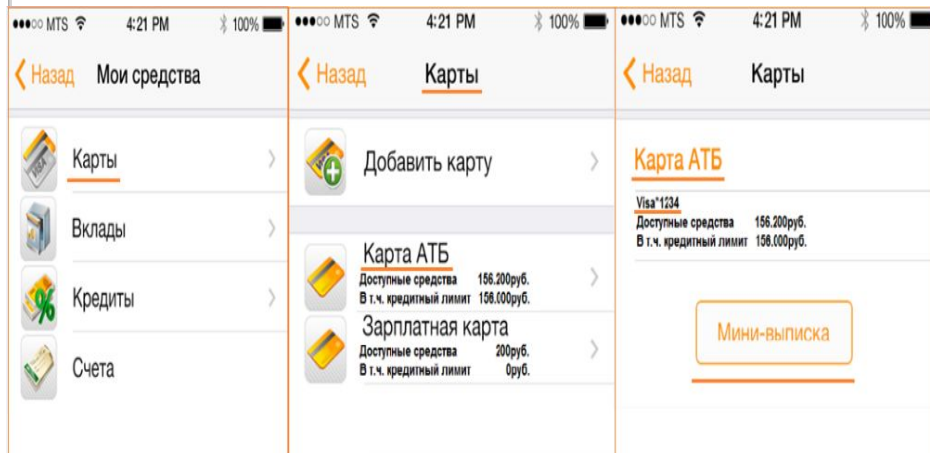 MTS 4:21 PM 100%
Назад Мои средства
Карты
Вклады
Кредиты
Счета
MTS 4:21 PM 100%
Назад Карты
Добавить карту
Карта АТБ
Доступные средства 156.200руб.
В т.ч. кредитный лимит 156.000руб.
Зарплатная карта
Доступные средства 200руб.
В т.ч. кредитный лимит 0руб.
MTS 4:21 PM 100%
Назад Карты
Карта АТБ
Visa*1234
Доступные средства 156.200руб.
В т.ч. кредитный лимит 156.000руб.
Мини-выписка